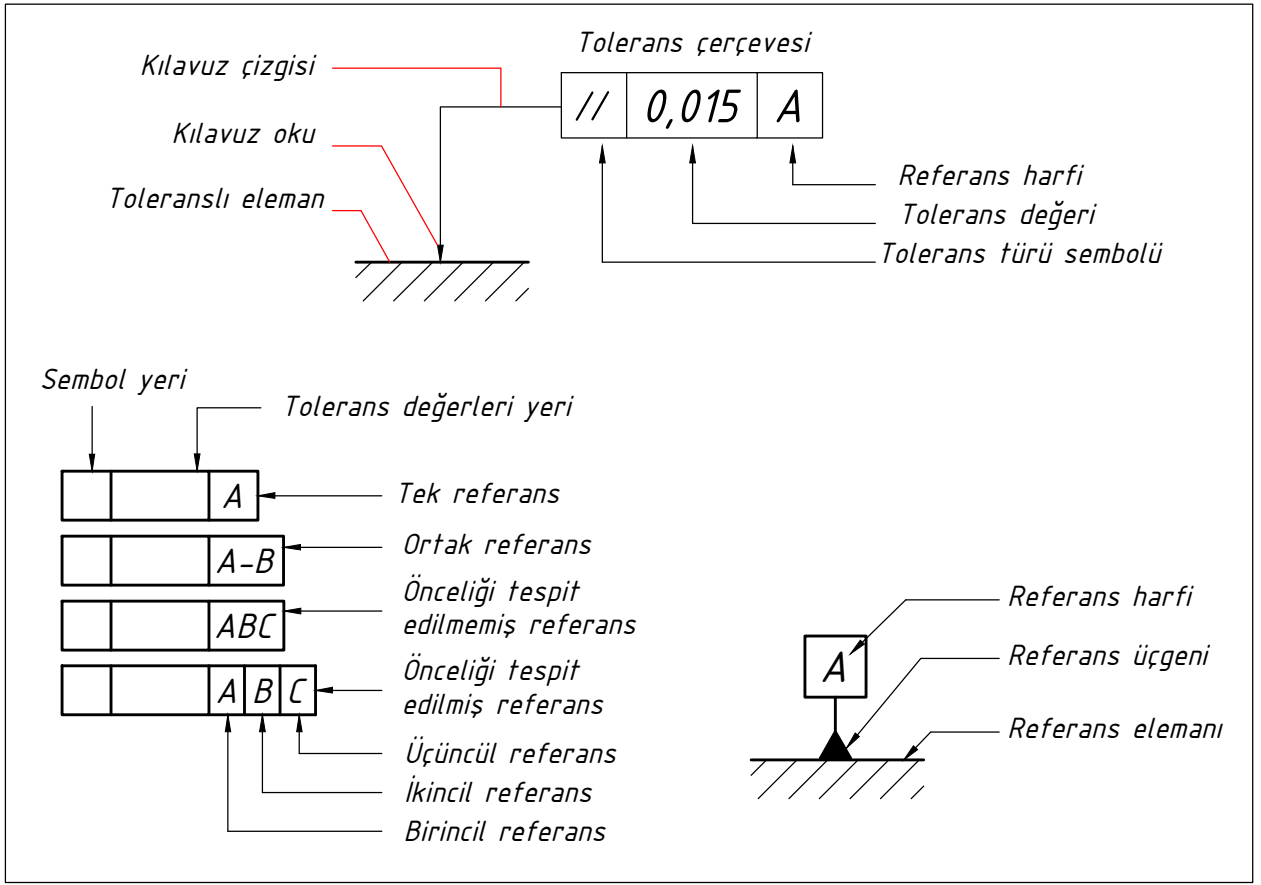 Tolerans çerçevesi
Kılavuz çizgisi
// 0,015 A
Kılavuz oku
Toleranslı eleman
Referans harfi
Tolerans değeri
Tolerans türü sembolü
Sembol yeri
Tolerans değerleri yeri
A
Tek referans
A-B
Ortak referans
ABC
Önceliği tespit
edilmemiş referans
A B C
Önceliği tespit
edilmiş referans
Üçüncül referans
İkincil referans
Birincil referans
A
Referans harfi
Referans üçgeni
Referans elemanı